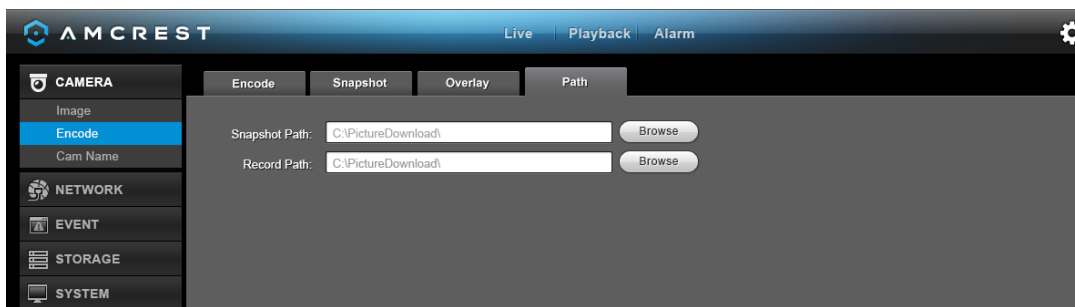 AMCREST
Live Playback Alarm
CAMERA
Image
Encode
Cam Name
NETWORK
EVENT
STORAGE
SYSTEM
Encode Snapshot Overlay Path
Snapshot Path: C:\PictureDownload\ Browse
Record Path: C:\PictureDownload\ Browse